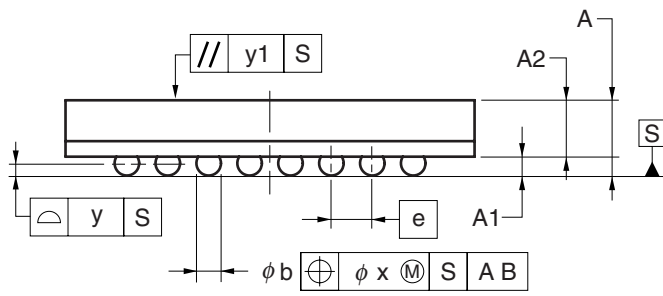 A
// y1 S
A2
S
⌓ y S
e
A1
ϕb ⌖ ϕ x Ⓜ S A B